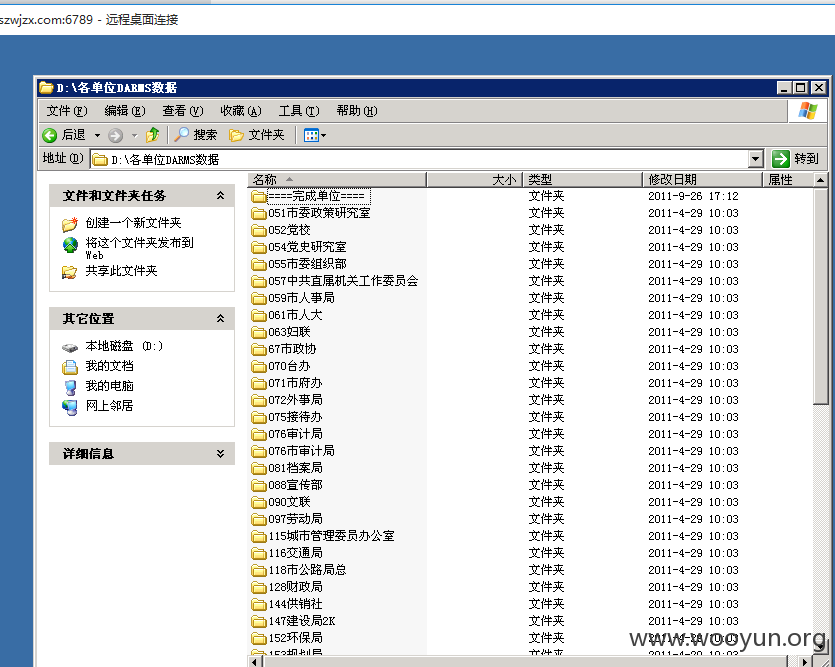 szwjzx.com:6789 - 远程桌面连接
D:\各单位DARMS数据
文件(F) 编辑(E) 查看(V) 收藏(A) 工具(T) 帮助(H)
后退 搜索 文件夹
地址(D) D:\各单位DARMS数据 转到
文件和文件夹任务
创建一个新文件夹
将这个文件夹发布到
Web
共享此文件夹
其它位置
本地磁盘 (D:)
我的文档
我的电脑
网上邻居
详细信息
名称 大小 类型 修改日期 属性
====完成单位==== 文件夹 2011-9-26 17:12
051市委政策研究室 文件夹 2011-4-29 10:03
052党校 文件夹 2011-4-29 10:03
054党史研究室 文件夹 2011-4-29 10:03
055市委组织部 文件夹 2011-4-29 10:03
057中共直属机关工作委员会 文件夹 2011-4-29 10:03
059市人事局 文件夹 2011-4-29 10:03
061市人大 文件夹 2011-4-29 10:03
063妇联 文件夹 2011-4-29 10:03
67市政协 文件夹 2011-4-29 10:03
070台办 文件夹 2011-4-29 10:03
071市府办 文件夹 2011-4-29 10:03
072外事局 文件夹 2011-4-29 10:03
075接待办 文件夹 2011-4-29 10:03
076审计局 文件夹 2011-4-29 10:03
076市审计局 文件夹 2011-4-29 10:03
081档案局 文件夹 2011-4-29 10:03
088宣传部 文件夹 2011-4-29 10:03
090文联 文件夹 2011-4-29 10:03
097劳动局 文件夹 2011-4-29 10:03
115城市管理委员办公室 文件夹 2011-4-29 10:03
116交通局 文件夹 2011-4-29 10:03
118市公路局总 文件夹 2011-4-29 10:03
128财政局 文件夹 2011-4-29 10:03
144供销社 文件夹 2011-4-29 10:03
147建设局2K 文件夹 2011-4-29 10:03
152环保局 文件夹 2011-4-29 10:03
153规划局 文件夹 2011-4-29 10:03
www.wooyun.org